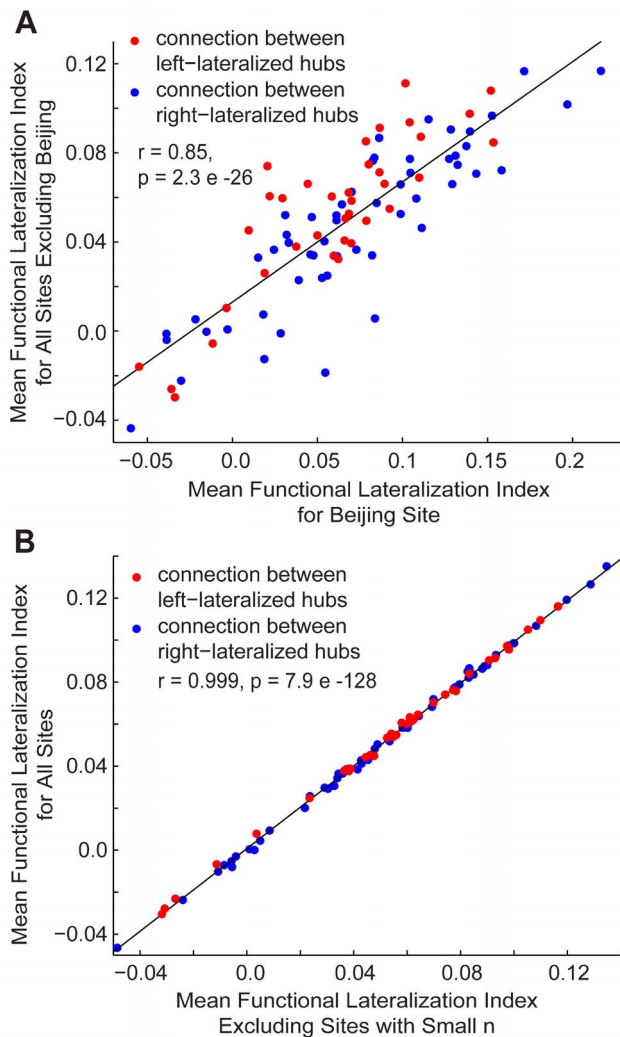 A
connection between
left-lateralized hubs
connection between
right-lateralized hubs
r = 0.85,
p = 2.3 e -26
Mean Functional Lateralization Index
for All Sites Excluding Beijing
0.12
0.08
0.04
0.0
−0.04
−0.05
0.0
0.05
0.1
0.15
0.2
Mean Functional Lateralization Index
for Beijing Site
B
connection between
left-lateralized hubs
connection between
right-lateralized hubs
r = 0.999, p = 7.9 e -128
Mean Functional Lateralization Index
for All Sites
0.12
0.08
0.04
0.0
−0.04
−0.04
0.0
0.04
0.08
0.12
Mean Functional Lateralization Index
Excluding Sites with Small n